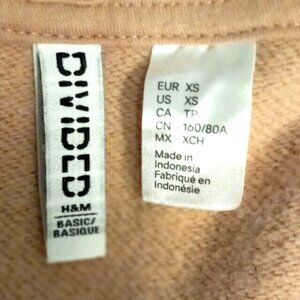 DIVIDED
H&M
BASIC/
BASIQUE
EUR XS
US XS
CA TP
CN 160/80A
MX XCH
Made in
Indonesia
Fabriqué en
Indonésie